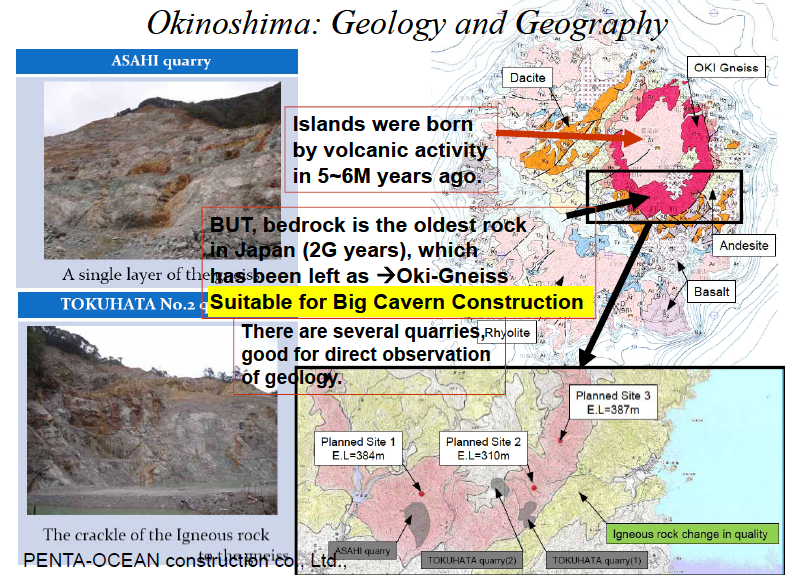 Okinoshima: Geology and Geography
ASAHI quarry
A single layer of the gneiss
TOKUHATA No.2 q
The crackle of the Igneous rock
to the gneiss
PENTA-OCEAN construction co., Ltd.,
Islands were born
by volcanic activity
in 5~6M years ago.
BUT, bedrock is the oldest rock
in Japan (2G years), which
has been left as →Oki-Gneiss
Suitable for Big Cavern Construction
There are several quarries,
good for direct observation
of geology.
Dacite
OKI Gneiss
Andesite
Basalt
Rhyolite
Planned Site 1
E.L=384m
Planned Site 2
E.L=310m
Planned Site 3
E.L=387m
Igneous rock change in quality
ASAHI quarry
TOKUHATA quarry(2)
TOKUHATA quarry(1)